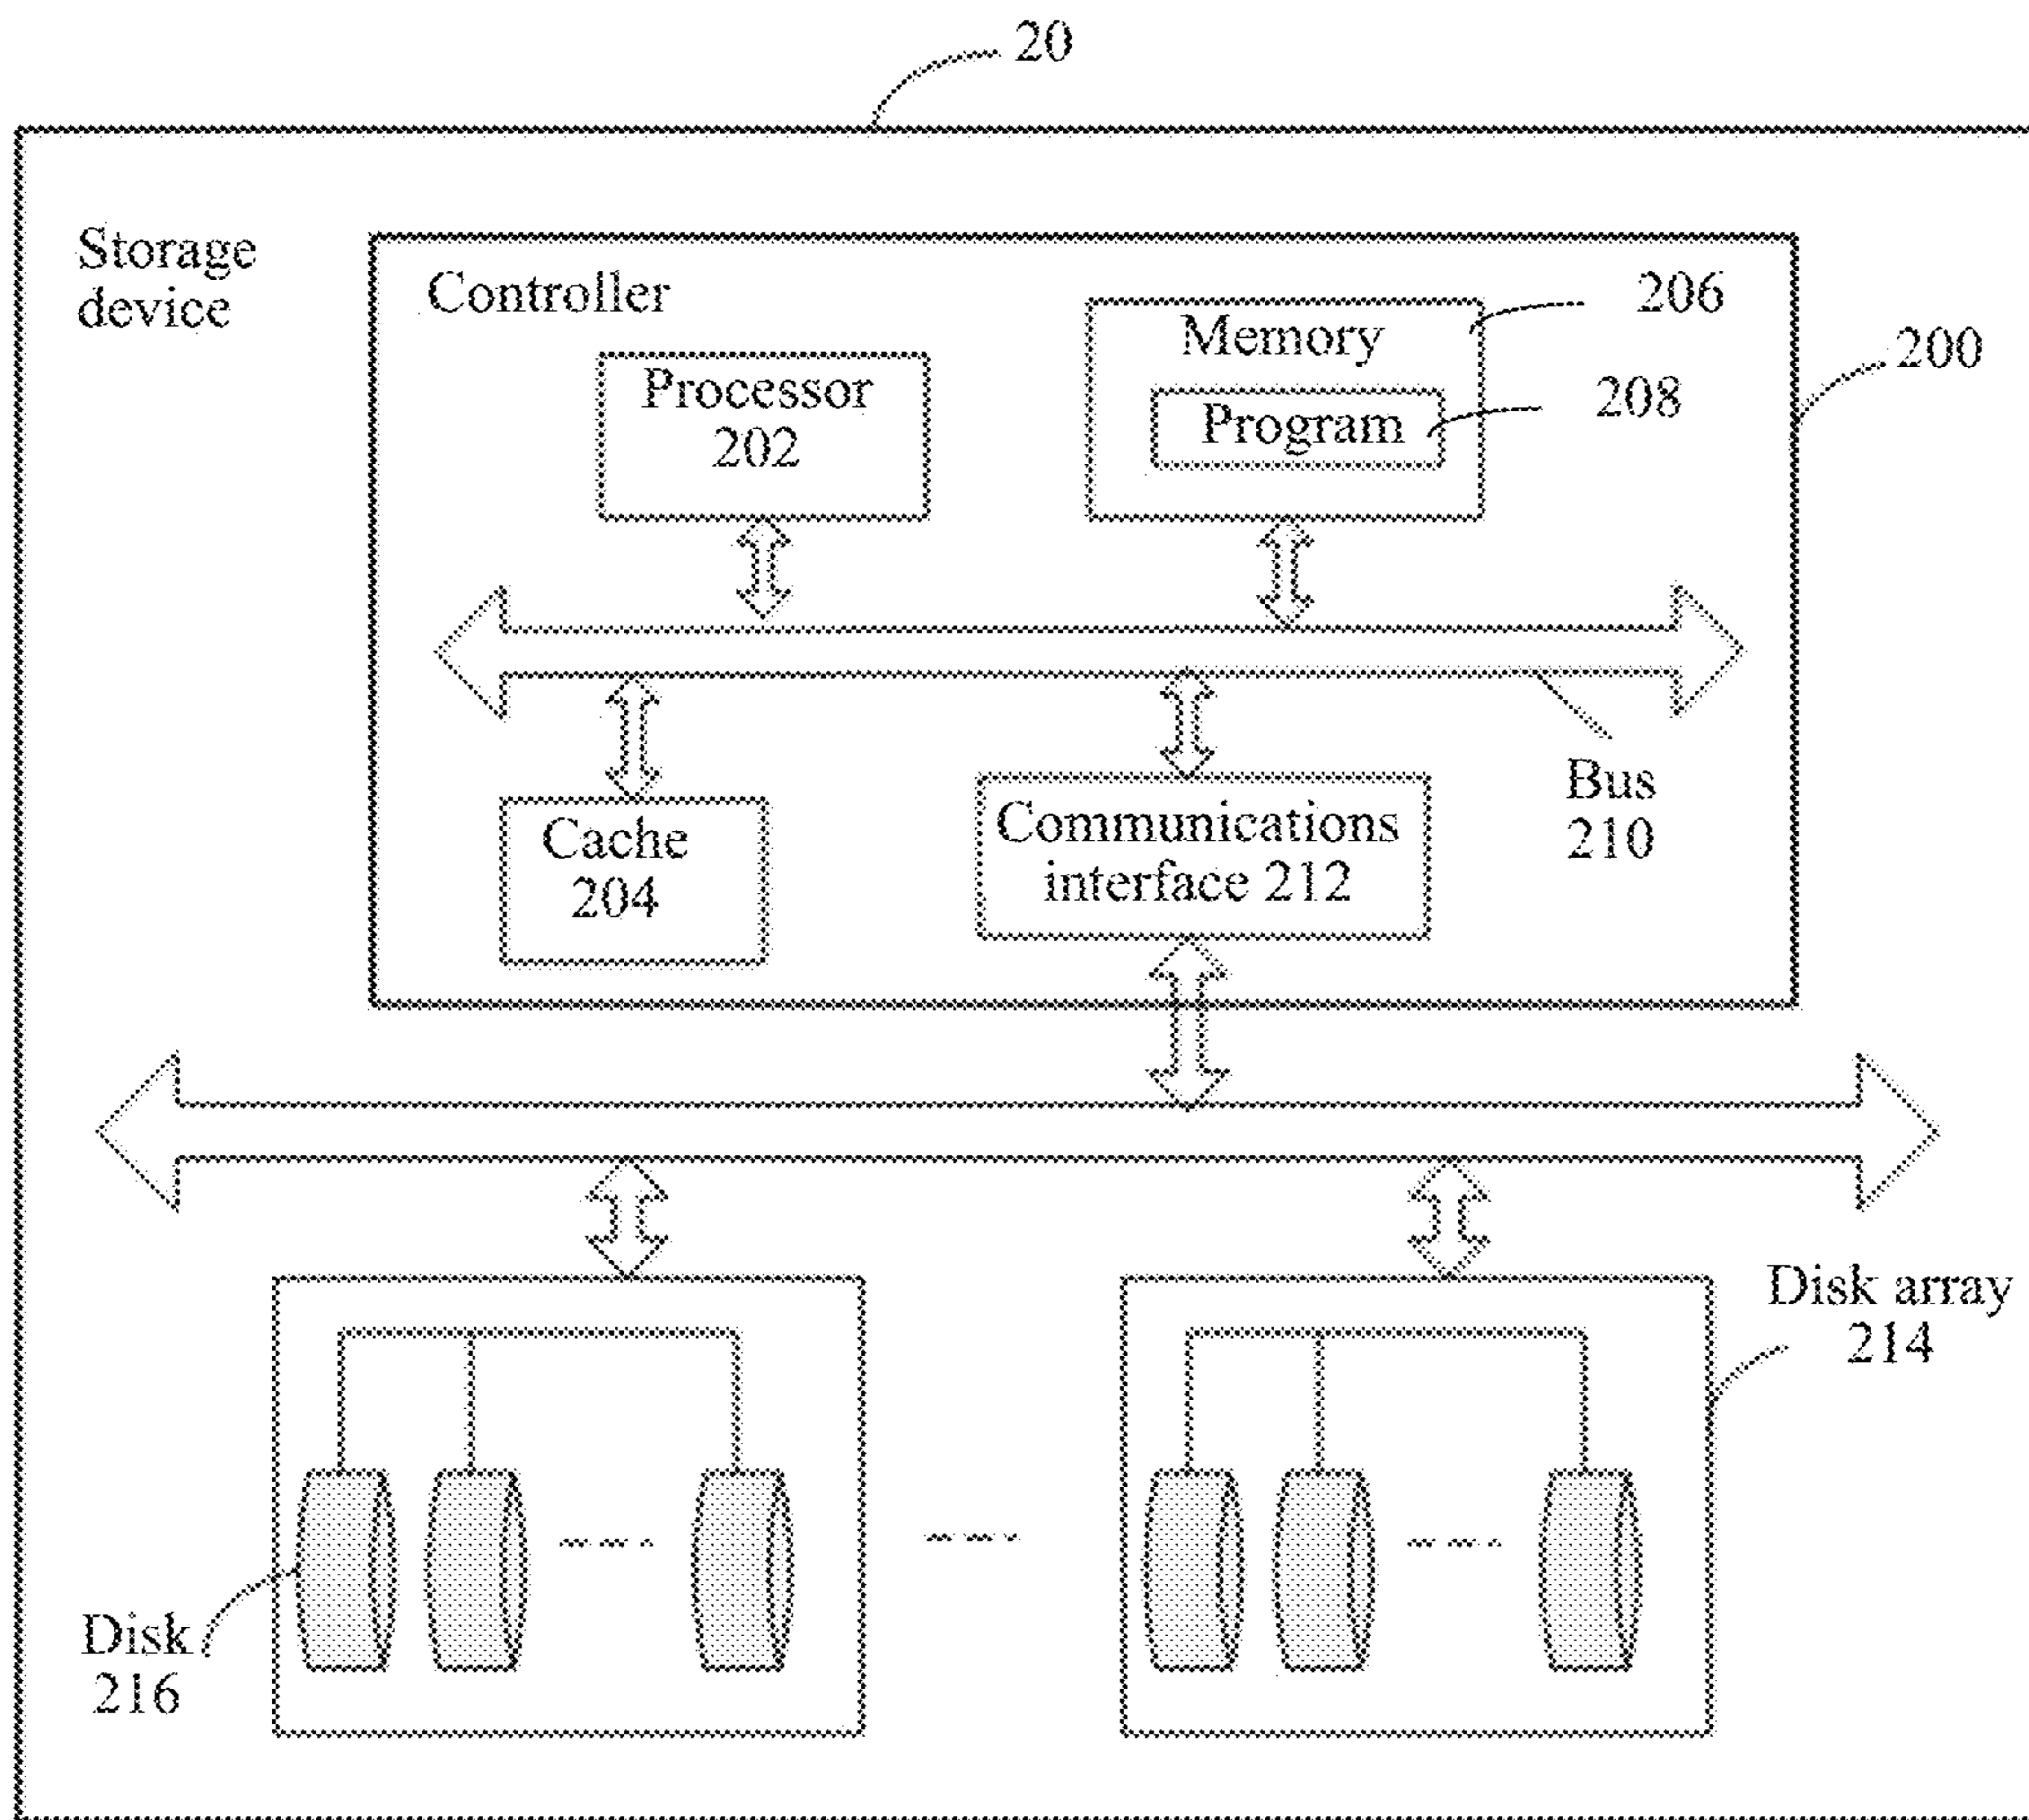 20
Storage
device
Controller
206
Memory
200
Processor
202
208
Program
Bus
210
Cache
204
Communications
interface 212
Disk array
214
Disk
216